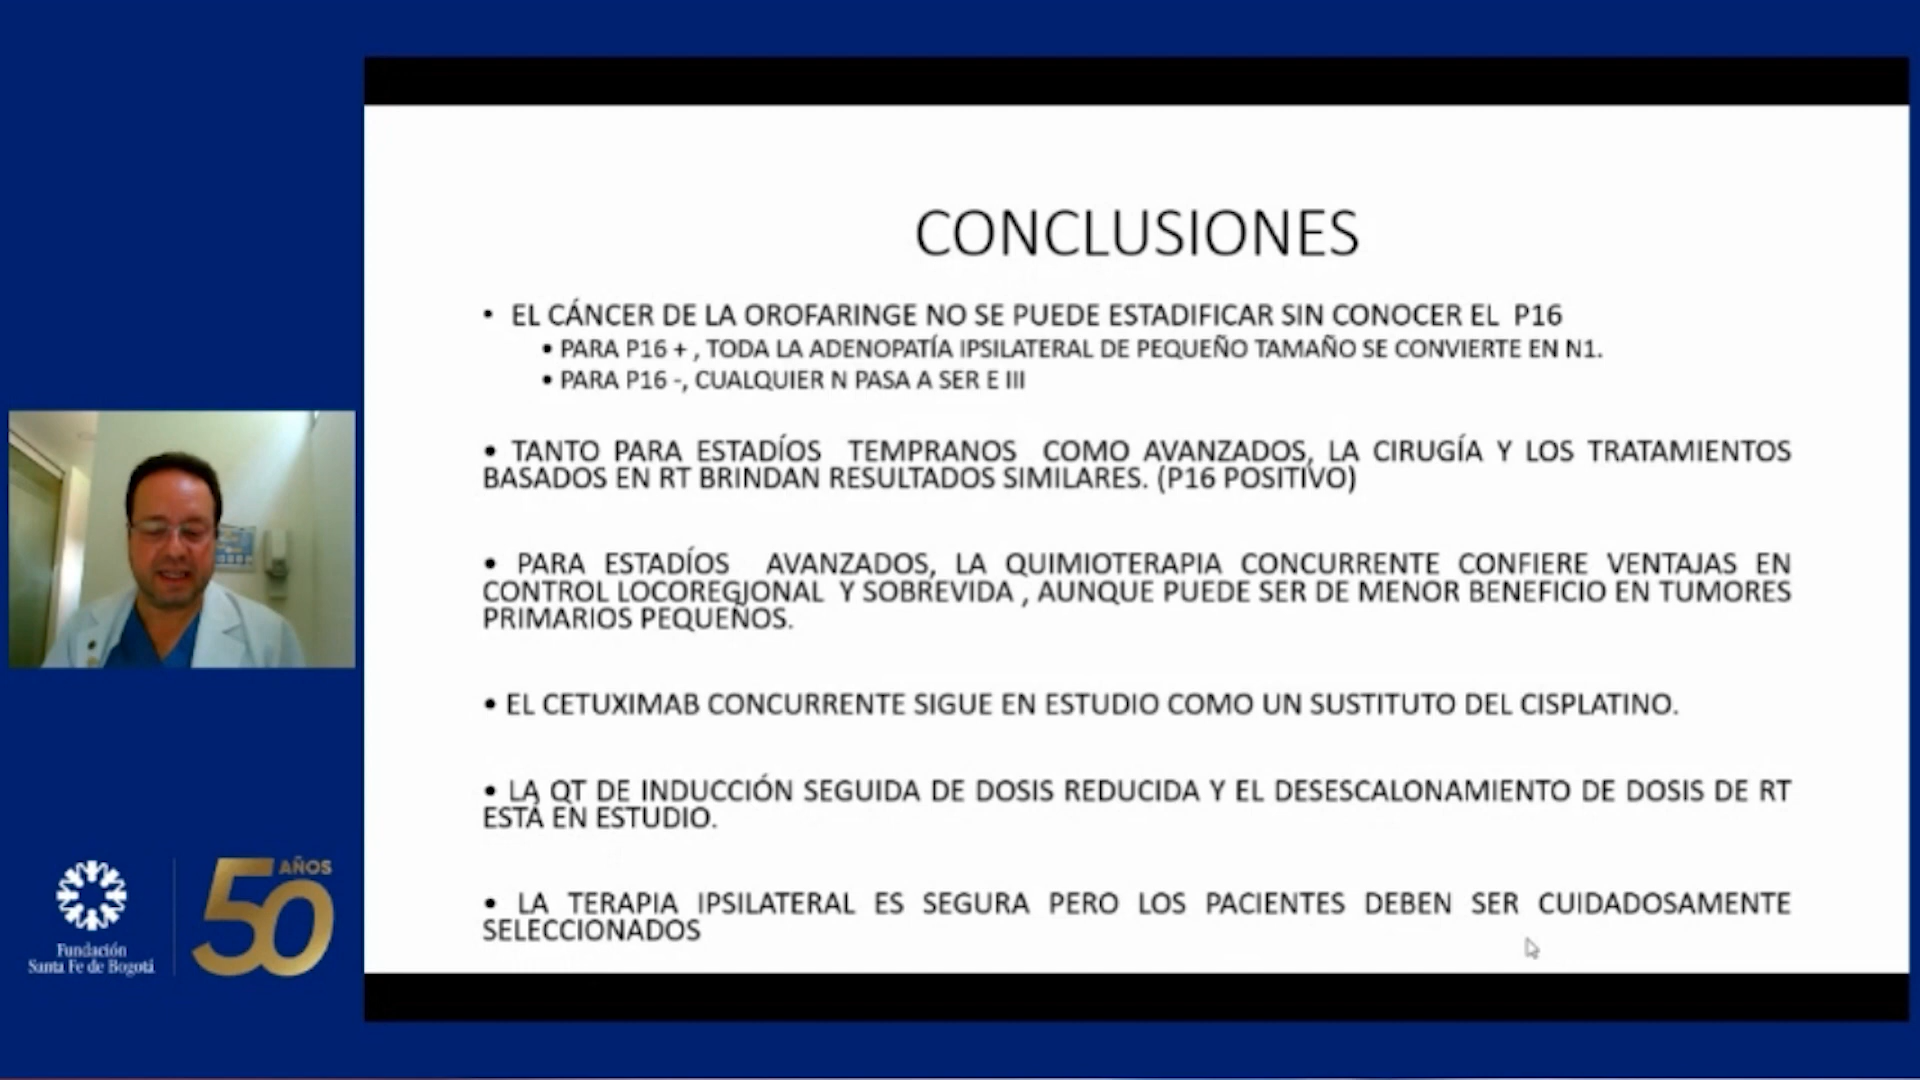 CONCLUSIONES
• EL CÁNCER DE LA OROFARINGE NO SE PUEDE ESTADIFICAR SIN CONOCER EL P16
• PARA P16 + , TODA LA ADENOPATÍA IPSILATERAL DE PEQUEÑO TAMAÑO SE CONVIERTE EN N1.
• PARA P16 -, CUALQUIER N PASA A SER E III
• TANTO PARA ESTADÍOS TEMPRANOS COMO AVANZADOS, LA CIRUGÍA Y LOS TRATAMIENTOS
BASADOS EN RT BRINDAN RESULTADOS SIMILARES. (P16 POSITIVO)
• PARA ESTADÍOS AVANZADOS, LA QUIMIOTERAPIA CONCURRENTE CONFIERE VENTAJAS EN
CONTROL LOCOREGIONAL Y SOBREVIDA , AUNQUE PUEDE SER DE MENOR BENEFICIO EN TUMORES
PRIMARIOS PEQUEÑOS.
• EL CETUXIMAB CONCURRENTE SIGUE EN ESTUDIO COMO UN SUSTITUTO DEL CISPLATINO.
• LA QT DE INDUCCIÓN SEGUIDA DE DOSIS REDUCIDA Y EL DESESCALONAMIENTO DE DOSIS DE RT
ESTÁ EN ESTUDIO.
• LA TERAPIA IPSILATERAL ES SEGURA PERO LOS PACIENTES DEBEN SER CUIDADOSAMENTE
SELECCIONADOS
Fundación
Santa Fe de Bogotá
50 AÑOS